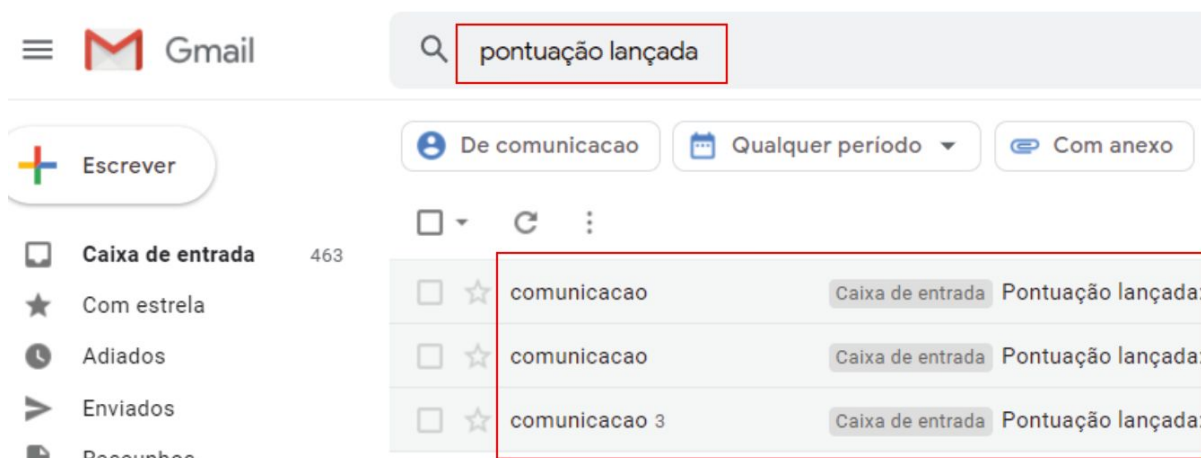 Gmail
pontuação lançada
De comunicacao
Qualquer período
Com anexo
Escrever
Caixa de entrada 463
Com estrela
Adiados
Enviados
comunicacao Caixa de entrada Pontuação lançada:
comunicacao Caixa de entrada Pontuação lançada:
comunicacao 3 Caixa de entrada Pontuação lançada: